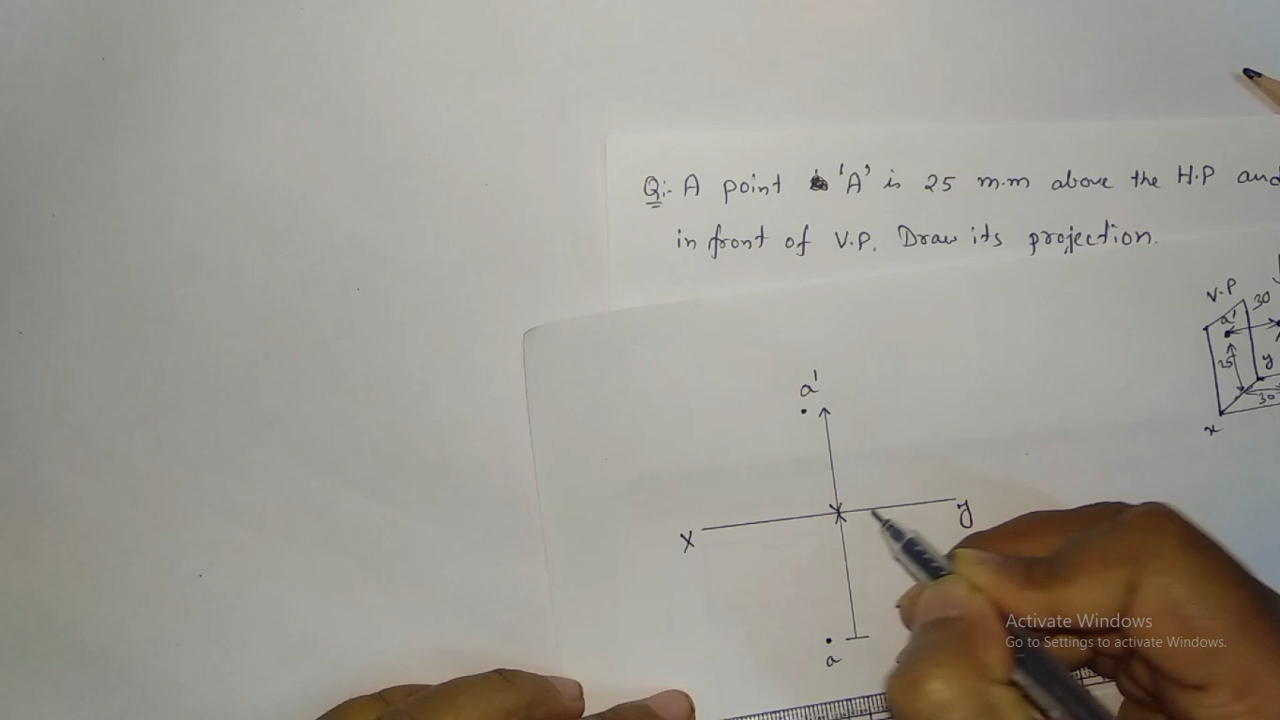 Q:- A point 'A' is 25 m.m above the H.P and
in front of V.P. Draw its projection.
V.P
30
a'
25
y
30
x
a'
X
y
a
Activate Windows
Go to Settings to activate Windows.